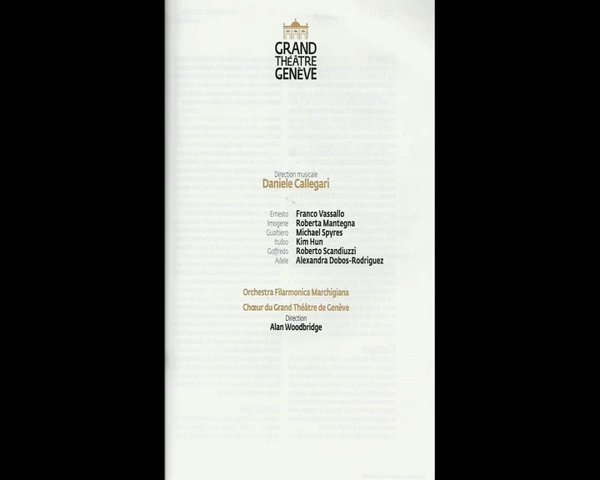 GRAND
THÉÂTRE
GENÈVE
Direction musicale
Daniele Callegari
Ernesto Franco Vassallo
Imogene Roberta Mantegna
Gualtiero Michael Spyres
Itulbo Kim Hun
Goffredo Roberto Scandiuzzi
Adele Alexandra Dobos-Rodriguez
Orchestra Filarmonica Marchigiana
Chœur du Grand Théâtre de Genève
Direction
Alan Woodbridge